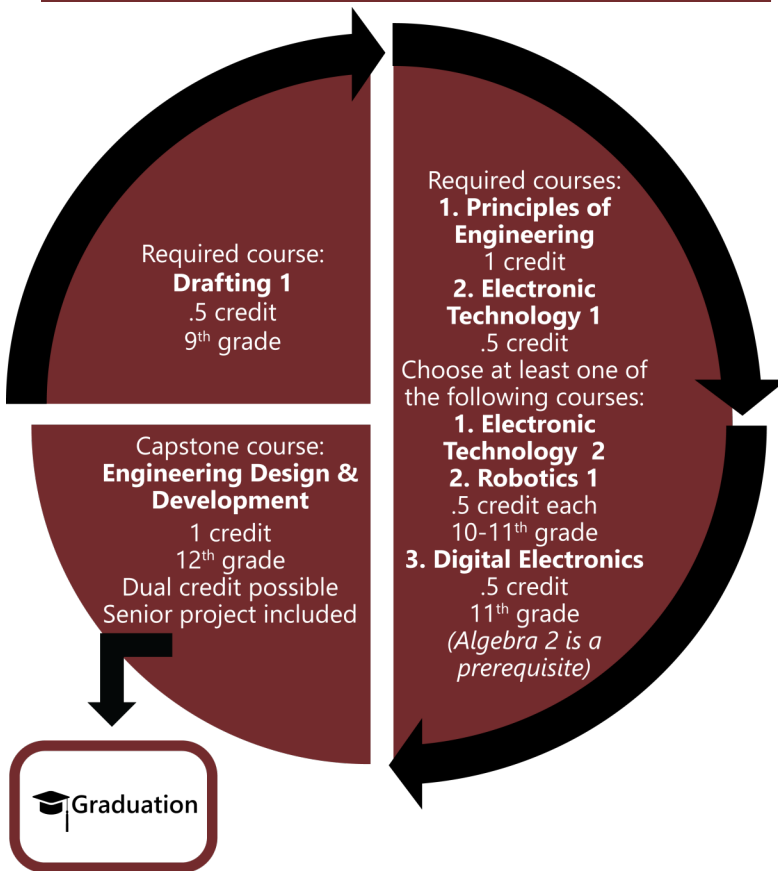 Required course:
Drafting 1
.5 credit
9th grade
Required courses:
1. Principles of
Engineering
1 credit
2. Electronic
Technology 1
.5 credit
Choose at least one of
the following courses:
1. Electronic
Technology 2
2. Robotics 1
.5 credit each
10-11th grade
3. Digital Electronics
.5 credit
11th grade
(Algebra 2 is a
prerequisite)
Capstone course:
Engineering Design &
Development
1 credit
12th grade
Dual credit possible
Senior project included
Graduation